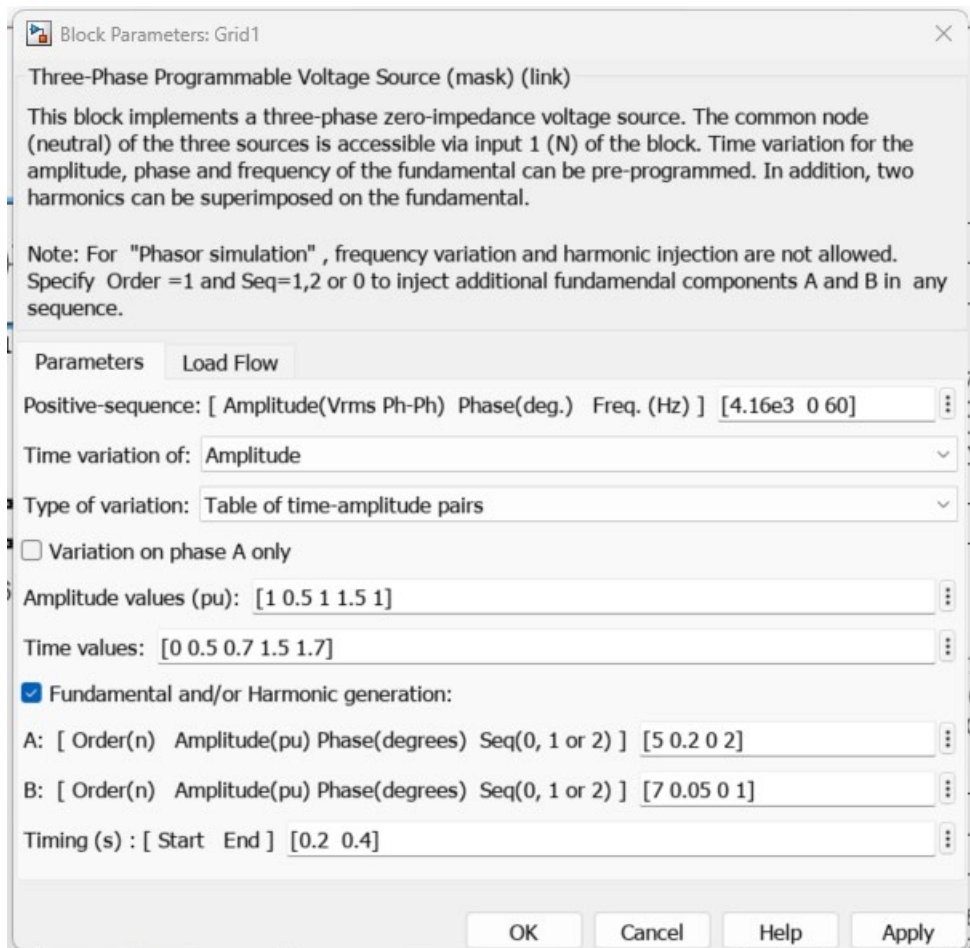 Block Parameters: Grid1
Three-Phase Programmable Voltage Source (mask) (link)
This block implements a three-phase zero-impedance voltage source. The common node
(neutral) of the three sources is accessible via input 1 (N) of the block. Time variation for the
amplitude, phase and frequency of the fundamental can be pre-programmed. In addition, two
harmonics can be superimposed on the fundamental.
Note: For "Phasor simulation" , frequency variation and harmonic injection are not allowed.
Specify Order =1 and Seq=1,2 or 0 to inject additional fundamendal components A and B in any
sequence.
Parameters Load Flow
Positive-sequence: [ Amplitude(Vrms Ph-Ph) Phase(deg.) Freq. (Hz) ] [4.16e3 0 60]
Time variation of: Amplitude
Type of variation: Table of time-amplitude pairs
Variation on phase A only
Amplitude values (pu): [1 0.5 1 1.5 1]
Time values: [0 0.5 0.7 1.5 1.7]
Fundamental and/or Harmonic generation:
A: [ Order(n) Amplitude(pu) Phase(degrees) Seq(0, 1 or 2) ] [5 0.2 0 2]
B: [ Order(n) Amplitude(pu) Phase(degrees) Seq(0, 1 or 2) ] [7 0.05 0 1]
Timing (s) : [ Start End ] [0.2 0.4]
OK Cancel Help Apply